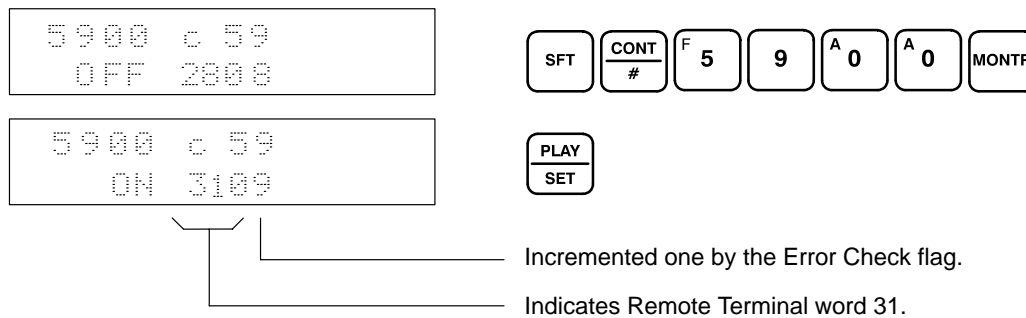 5900 c 59
OFF 2808
SFT CONT # F 5 9 A 0 A 0 MONTR
5900 c 59
ON 3109
PLAY
SET
Incremented one by the Error Check flag.
Indicates Remote Terminal word 31.